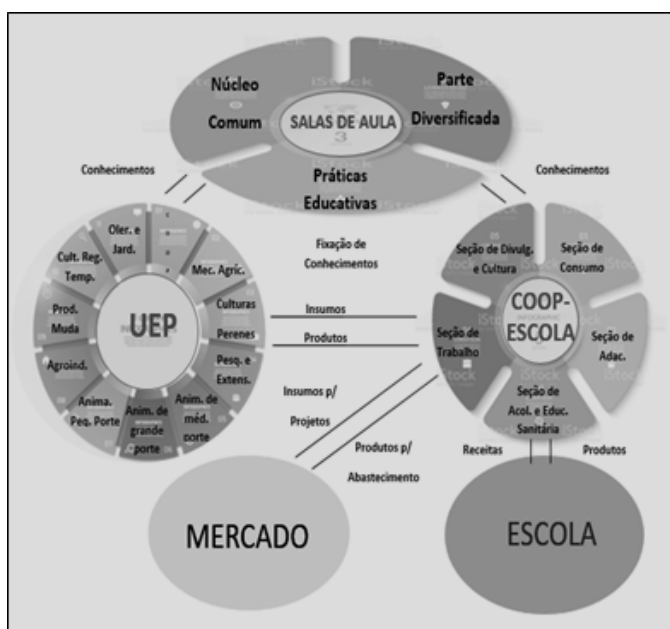 Núcleo
Comum
Parte
Diversificada
SALAS DE AULA
3
Práticas
Educativas
Conhecimentos
Conhecimentos
Fixação de
Conhecimentos
Oler. e
Jard.
C
Cult. Reg.
Temp.
Mec. Agríc.
Prod.
Muda
UEP
Culturas
Perenes
Agroind.
Pesq. e
Extens.
Anima.
Peq. Porte
Anim. de
grande
porte
Anim. de
méd.
porte
Insumos
Produtos
Seção de Divulg.
e Cultura
Seção de
Consumo
COOP-
ESCOLA
Seção de
Trabalho
Seção de
Adac.
Seção de
Acol. e Educ.
Sanitária
Insumos p/
Projetos
Produtos p/
Abastecimento
Receitas
Produtos
MERCADO
ESCOLA
iStock